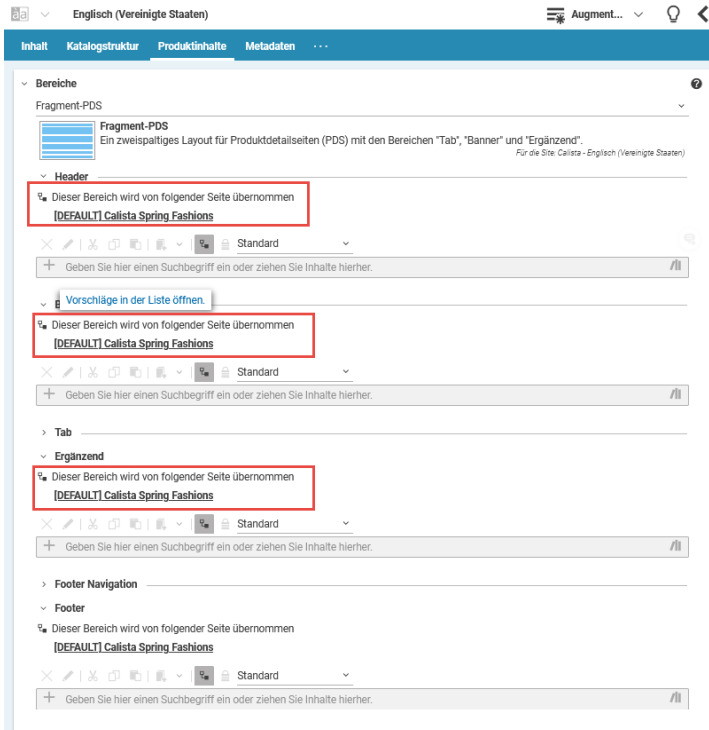 Englisch (Vereinigte Staaten)
Augment...
Inhalt Katalogstruktur Produktinhalte Metadaten ...
Bereiche
Fragment-PDS
Fragment-PDS
Ein zweispaltiges Layout für Produktdetailseiten (PDS) mit den Bereichen "Tab", "Banner" und "Ergänzend".
Für die Site: Calista - Englisch (Vereinigte Staaten)
Header
Dieser Bereich wird von folgender Seite übernommen
[DEFAULT] Calista Spring Fashions
Standard
Geben Sie hier einen Suchbegriff ein oder ziehen Sie Inhalte hierher.
Vorschläge in der Liste öffnen.
Dieser Bereich wird von folgender Seite übernommen
[DEFAULT] Calista Spring Fashions
Standard
Geben Sie hier einen Suchbegriff ein oder ziehen Sie Inhalte hierher.
Tab
Ergänzend
Dieser Bereich wird von folgender Seite übernommen
[DEFAULT] Calista Spring Fashions
Standard
Geben Sie hier einen Suchbegriff ein oder ziehen Sie Inhalte hierher.
Footer Navigation
Footer
Dieser Bereich wird von folgender Seite übernommen
[DEFAULT] Calista Spring Fashions
Standard
Geben Sie hier einen Suchbegriff ein oder ziehen Sie Inhalte hierher.